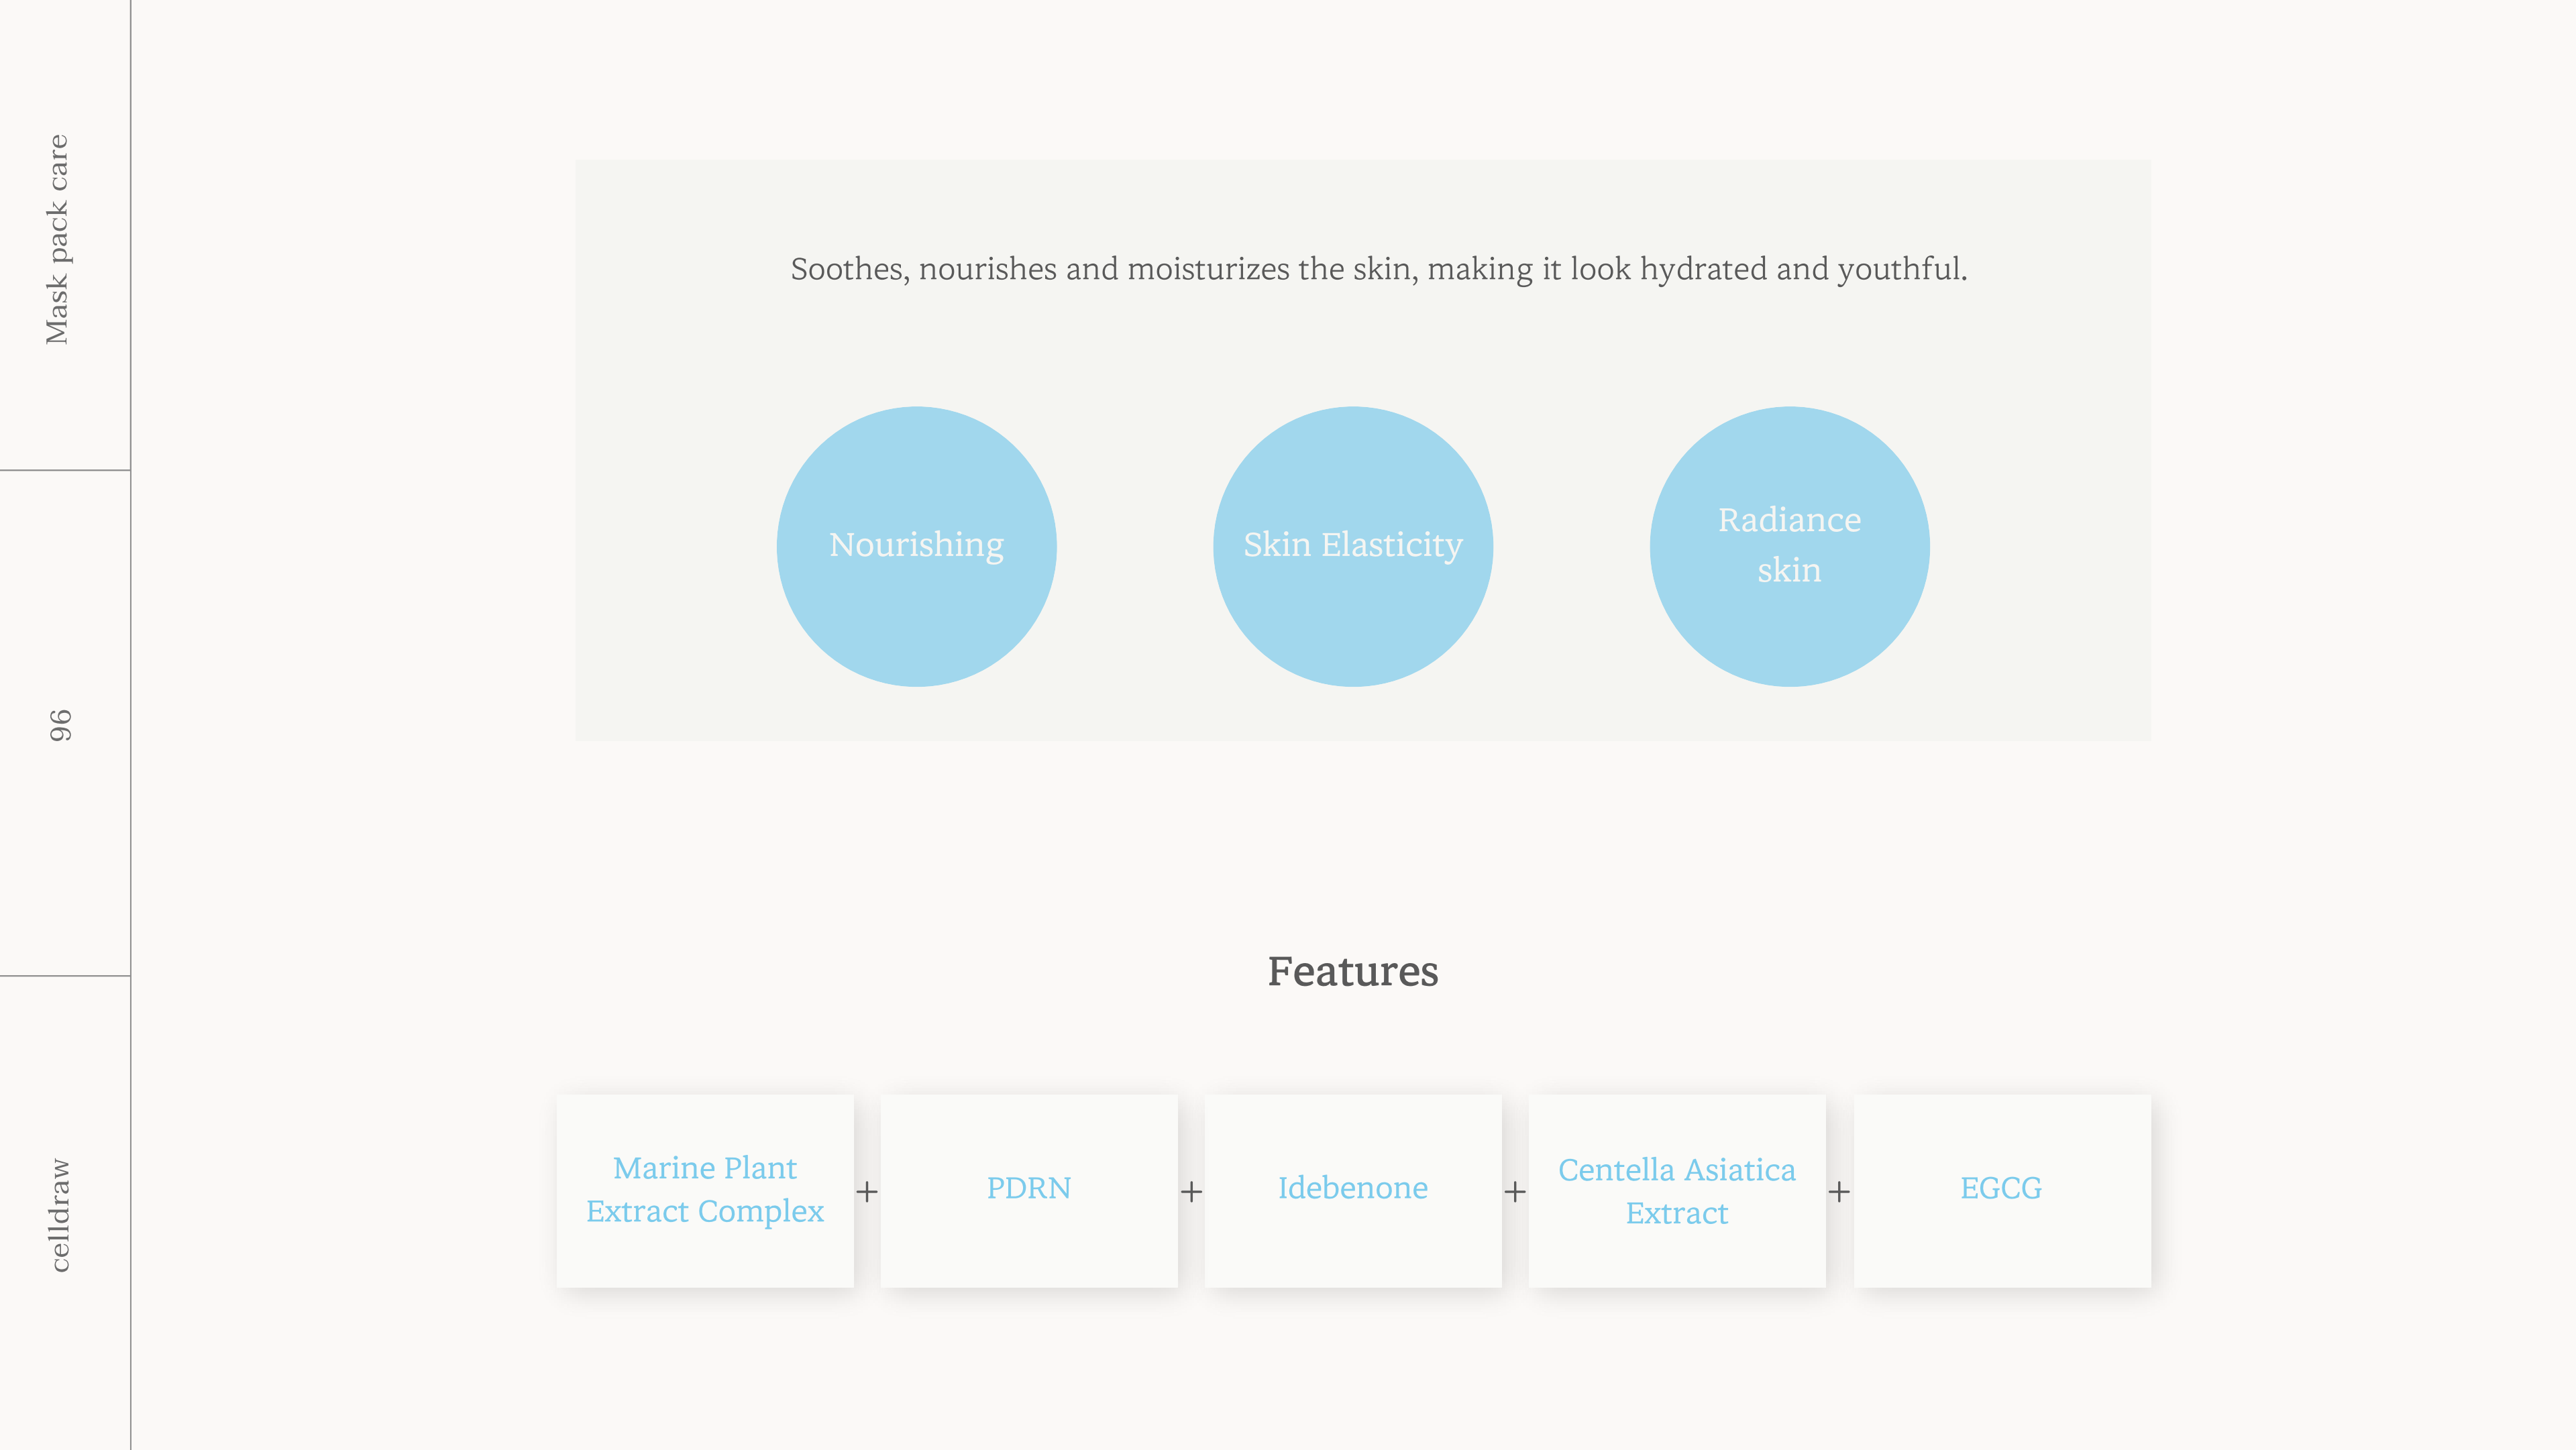 Mask pack care
96
celldraw
Soothes, nourishes and moisturizes the skin, making it look hydrated and youthful.
Nourishing
Skin Elasticity
Radiance
skin
Features
Marine Plant
Extract Complex
+
PDRN
+
Idebenone
+
Centella Asiatica
Extract
+
EGCG